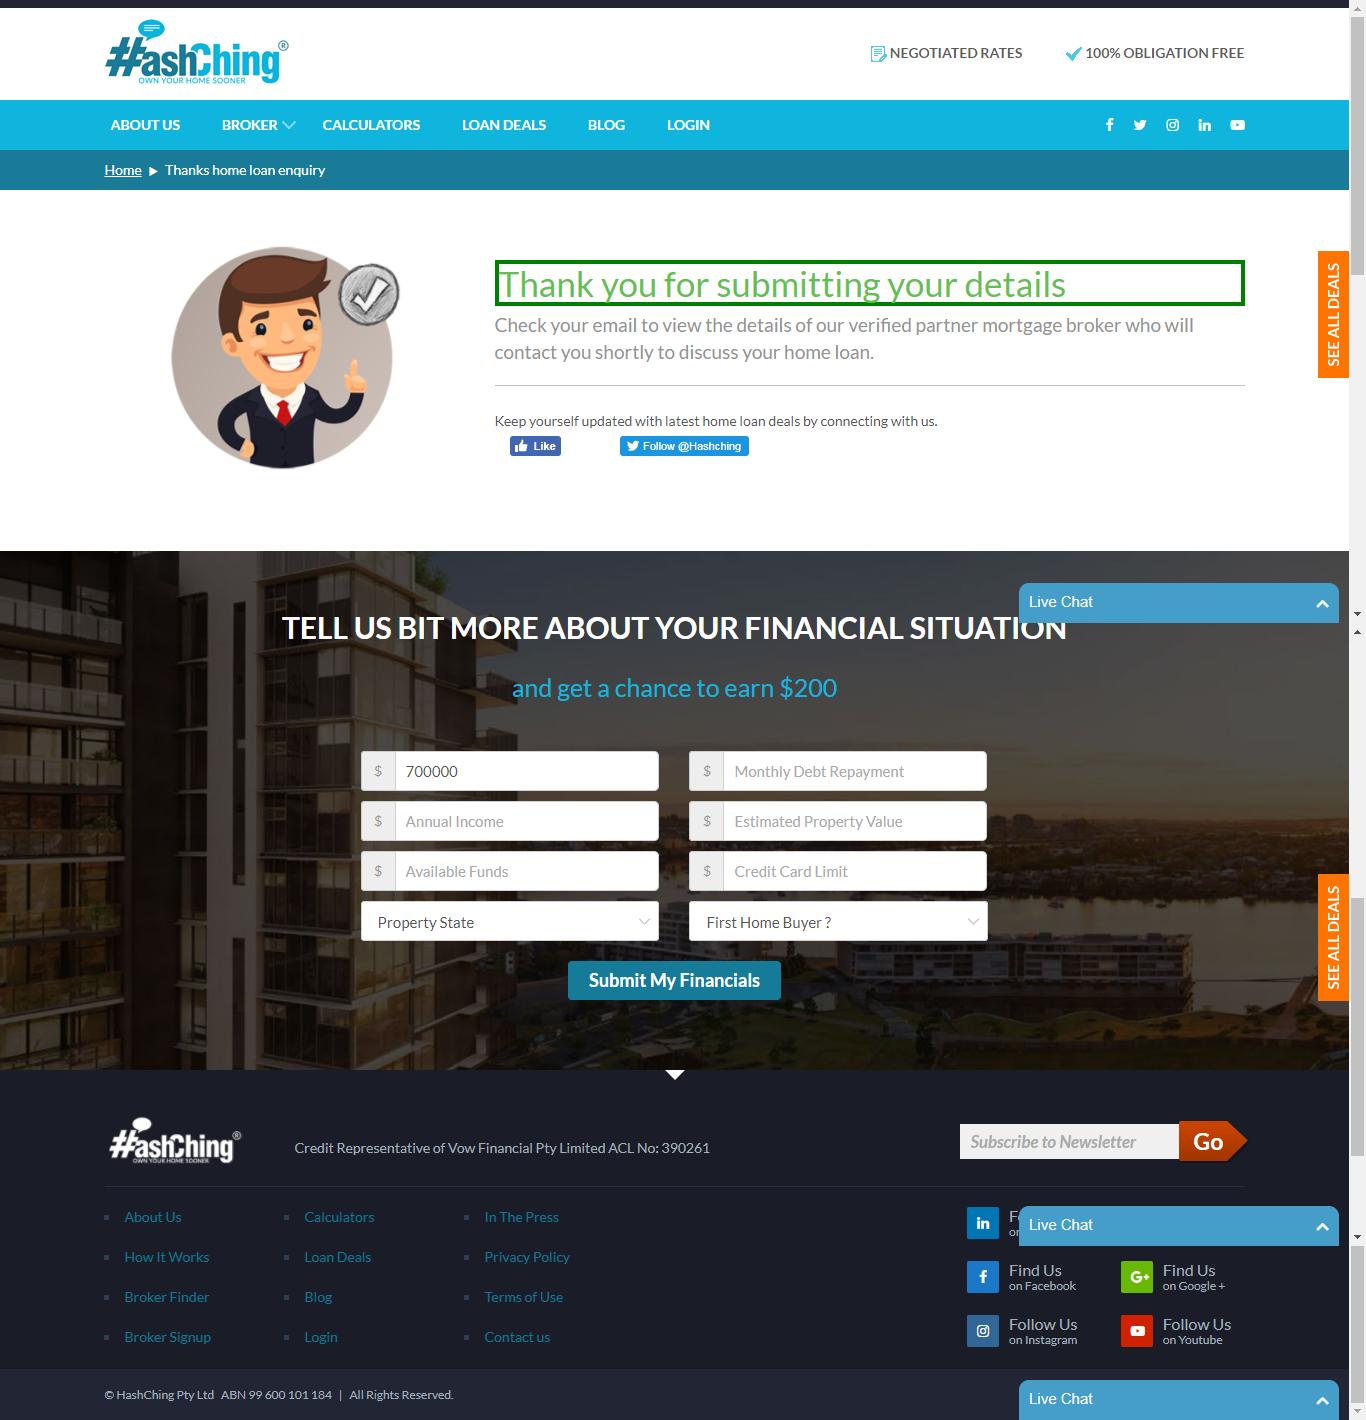 #HashChing®
OWN YOUR HOME SOONER
NEGOTIATED RATES
100% OBLIGATION FREE
ABOUT US
BROKER
CALCULATORS
LOAN DEALS
BLOG
LOGIN
Home
Thanks home loan enquiry
Thank you for submitting your details
Check your email to view the details of our verified partner mortgage broker who will
contact you shortly to discuss your home loan.
Keep yourself updated with latest home loan deals by connecting with us.
Like
Follow @Hashching
SEE ALL DEALS
Live Chat
TELL US BIT MORE ABOUT YOUR FINANCIAL SITUATION
and get a chance to earn $200
$ 700000
$ Monthly Debt Repayment
$ Annual Income
$ Estimated Property Value
$ Available Funds
$ Credit Card Limit
Property State
First Home Buyer ?
Submit My Financials
SEE ALL DEALS
#HashChing®
OWN YOUR HOME SOONER
Credit Representative of Vow Financial Pty Limited ACL No: 390261
Subscribe to Newsletter
Go
About Us
Calculators
In The Press
Live Chat
How It Works
Loan Deals
Privacy Policy
Find Us
on Facebook
Find Us
on Google +
Broker Finder
Blog
Terms of Use
Broker Signup
Login
Contact us
Follow Us
on Instagram
Follow Us
on Youtube
© HashChing Pty Ltd ABN 99 600 101 184 | All Rights Reserved.
Live Chat